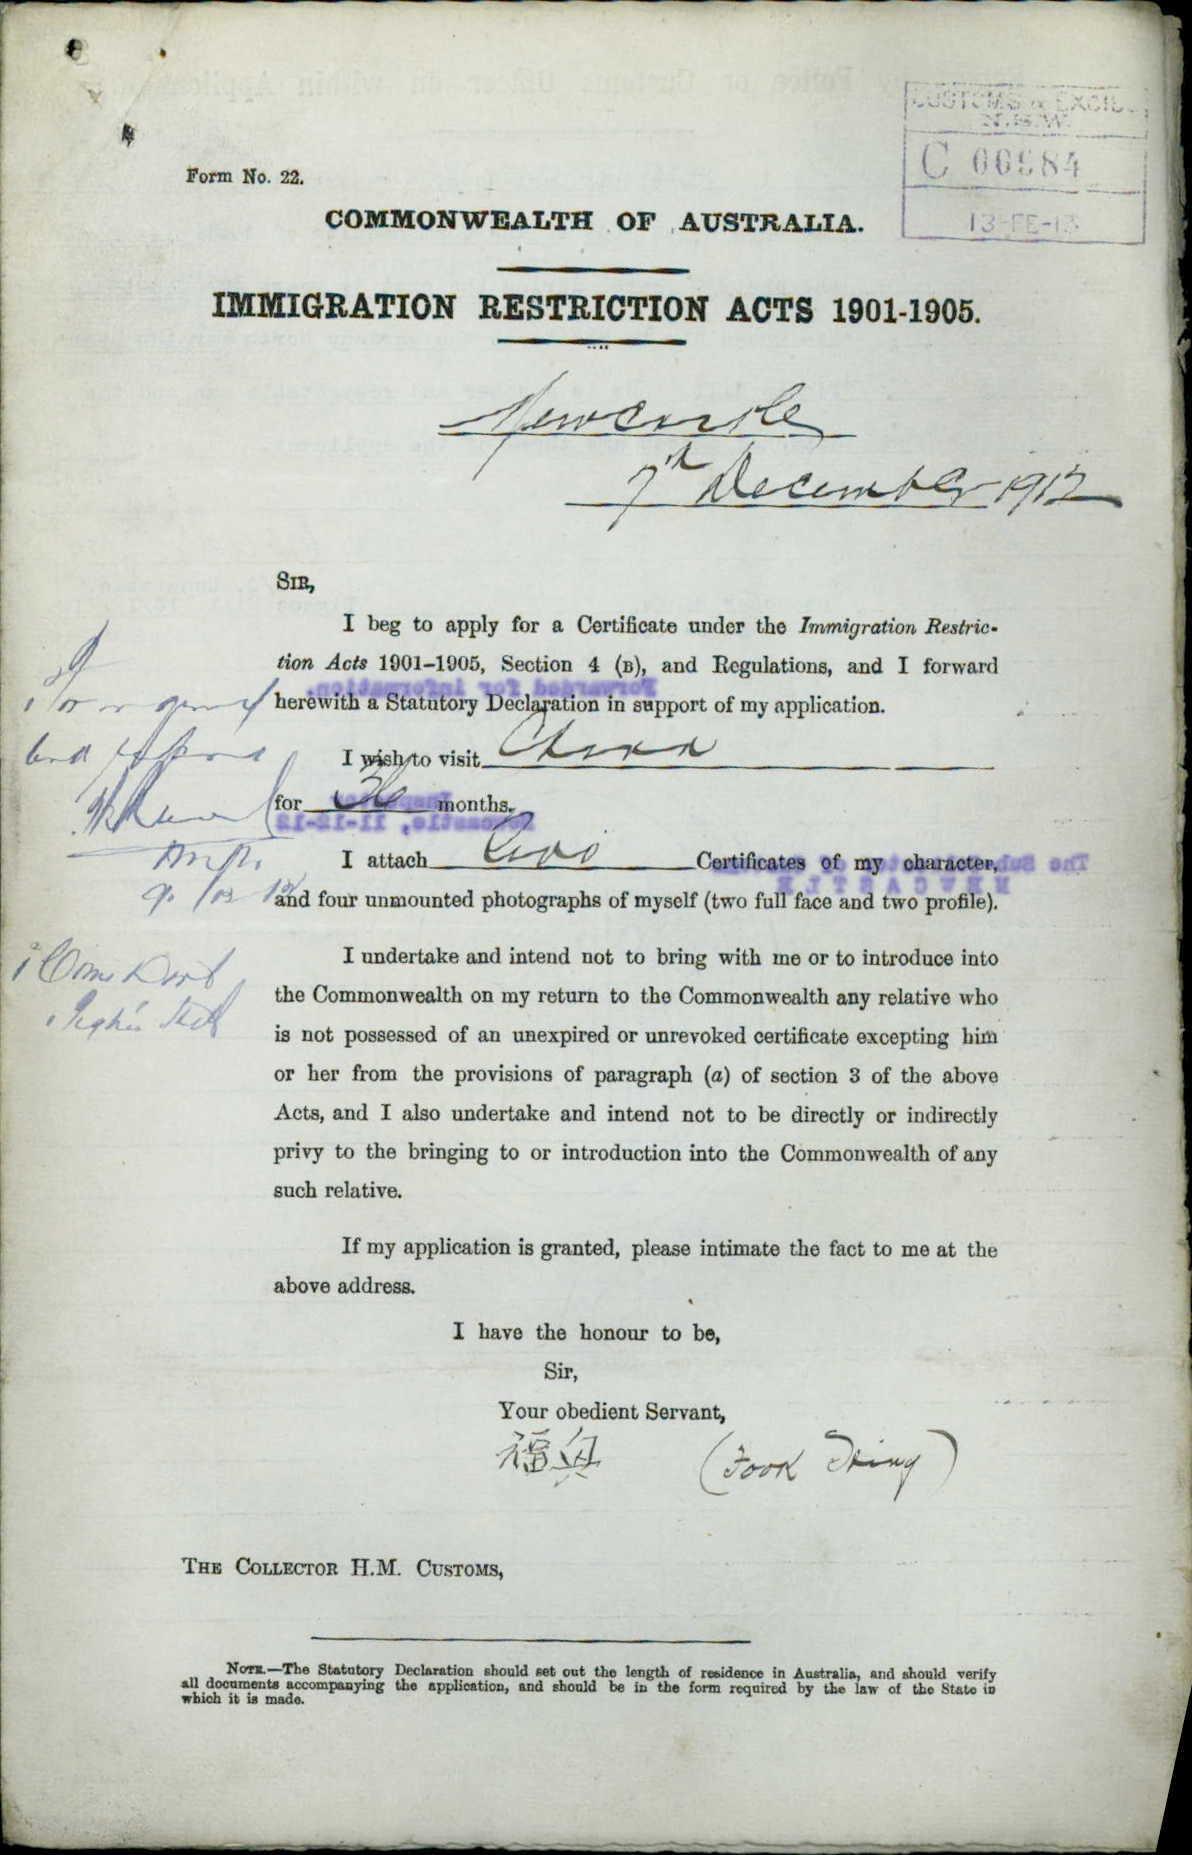 CUSTOMS & EXCISE
N.S.W.
C 00984
13-FE-13
Form No. 22.
COMMONWEALTH OF AUSTRALIA.
IMMIGRATION RESTRICTION ACTS 1901-1905.
Newcastle
7th December 1912
SIR,
I beg to apply for a Certificate under the Immigration Restric-
tion Acts 1901–1905, Section 4 (B), and Regulations, and I forward
herewith a Statutory Declaration in support of my application.
I wish to visit China
for 36 months.
I attach two Certificates of my character,
and four unmounted photographs of myself (two full face and two profile).
I undertake and intend not to bring with me or to introduce into
the Commonwealth on my return to the Commonwealth any relative who
is not possessed of an unexpired or unrevoked certificate excepting him
or her from the provisions of paragraph (a) of section 3 of the above
Acts, and I also undertake and intend not to be directly or indirectly
privy to the bringing to or introduction into the Commonwealth of any
such relative.
If my application is granted, please intimate the fact to me at the
above address.
I have the honour to be,
Sir,
Your obedient Servant,
福興 (Fook Hing)
THE COLLECTOR H.M. CUSTOMS,
NOTE.—The Statutory Declaration should set out the length of residence in Australia, and should verify
all documents accompanying the application, and should be in the form required by the law of the State in
which it is made.